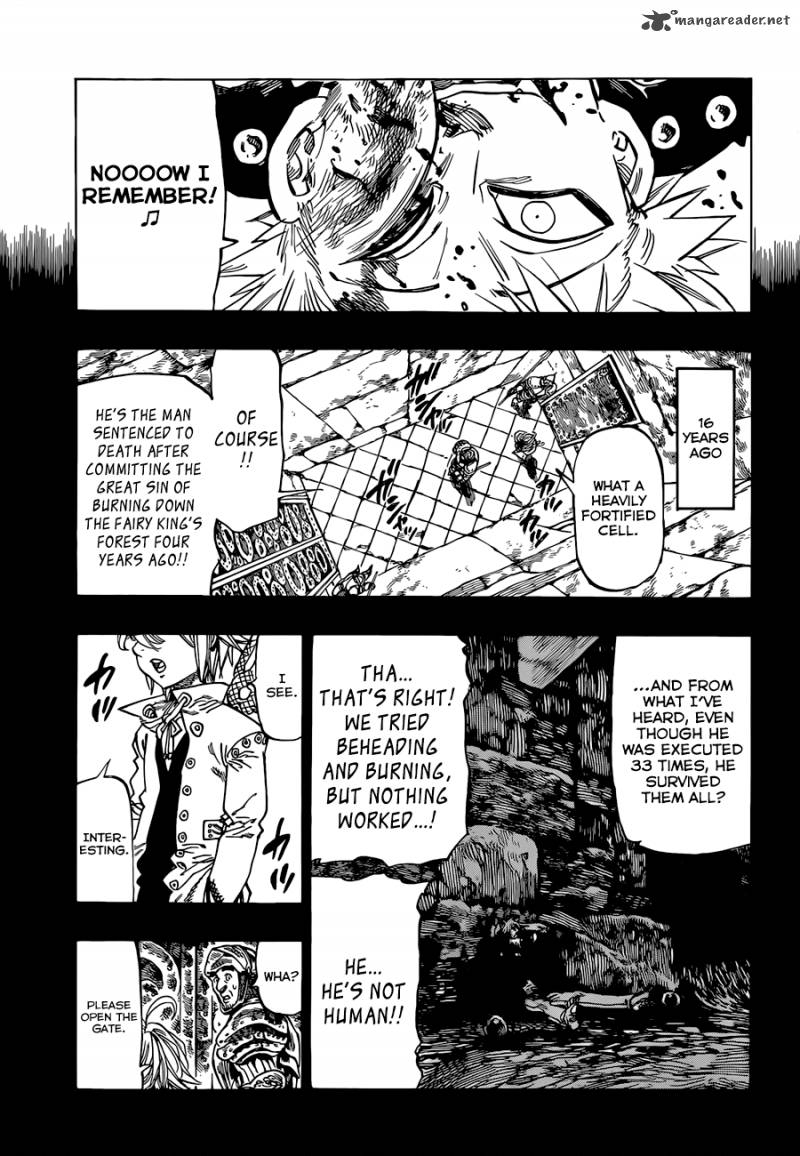 mangareader.net
NOOOOW I
REMEMBER!
♫
16
YEARS
AGO
WHAT A
HEAVILY
FORTIFIED
CELL.
OF
COURSE
!!
HE'S THE MAN
SENTENCED TO
DEATH AFTER
COMMITTING THE
GREAT SIN OF
BURNING DOWN
THE FAIRY KING'S
FOREST FOUR
YEARS AGO!!
...AND FROM
WHAT I'VE
HEARD, EVEN
THOUGH HE
WAS EXECUTED
33 TIMES, HE
SURVIVED
THEM ALL?
THA...
THAT'S RIGHT!
WE TRIED
BEHEADING
AND BURNING,
BUT NOTHING
WORKED...!
HE...
HE'S NOT
HUMAN!!
I
SEE.
INTER-
ESTING.
WHA?
PLEASE
OPEN THE
GATE.